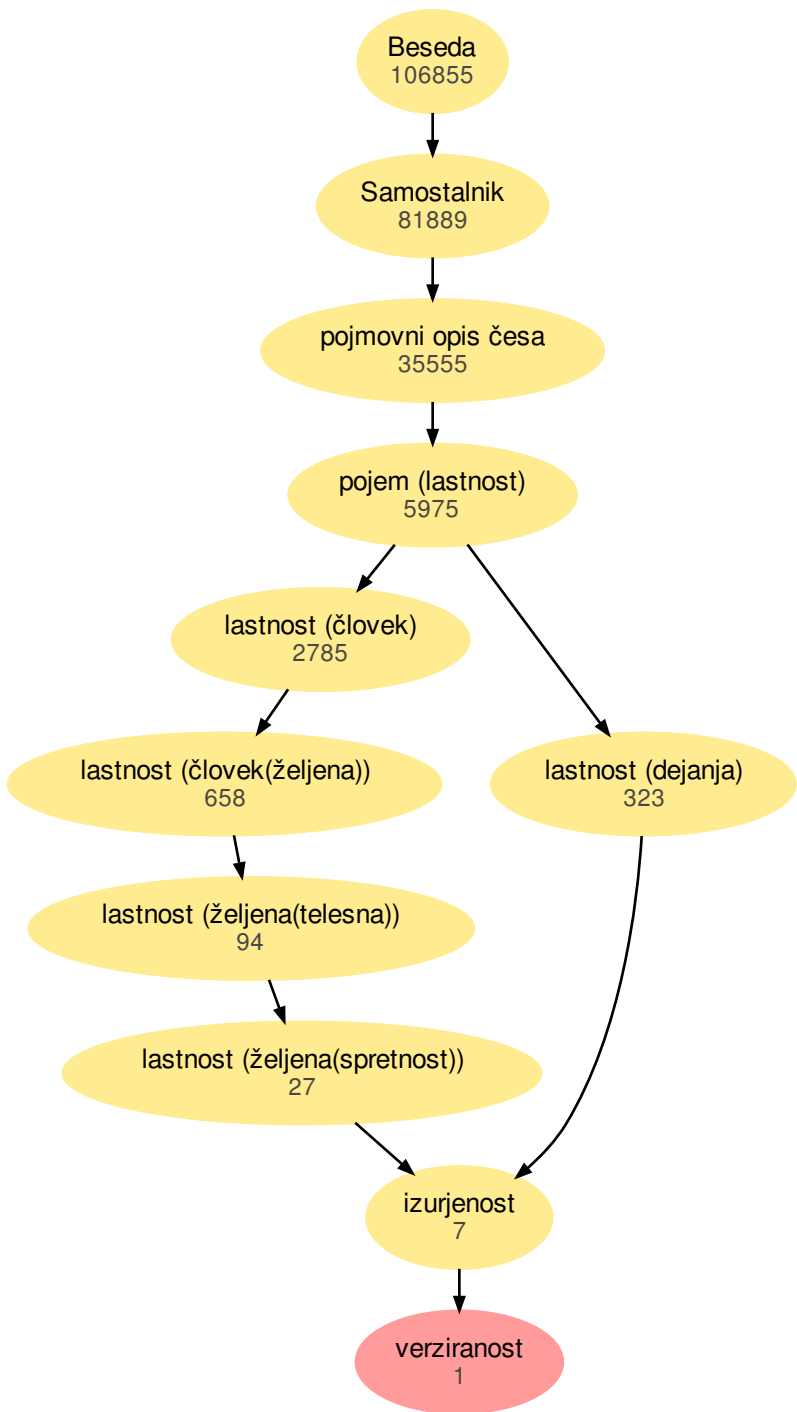 Beseda
106855
Samostalnik
81889
pojmovni opis česa
35555
pojem (lastnost)
5975
lastnost (človek)
2785
lastnost (človek(željena))
658
lastnost (dejanja)
323
lastnost (željena(telesna))
94
lastnost (željena(spretnost))
27
izurjenost
7
verziranost
1